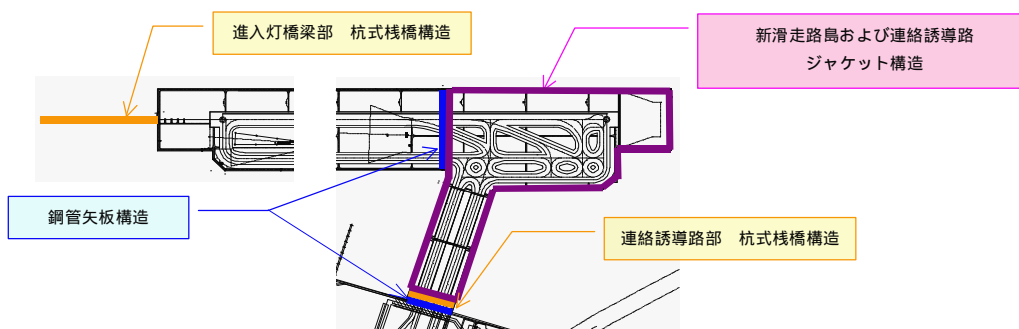 進入灯橋梁部 杭式桟橋構造
新滑走路島および連絡誘導路
ジャケット構造
鋼管矢板構造
連絡誘導路部 杭式桟橋構造